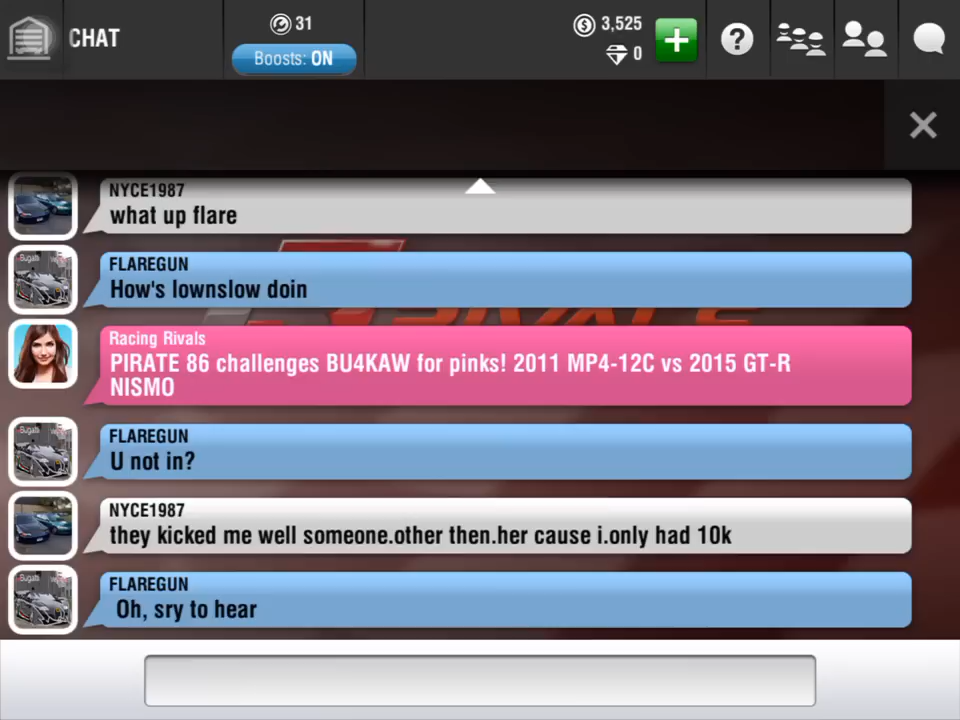 CHAT
31
Boosts: ON
3,525
0
NYCE1987
what up flare
FLAREGUN
How's lownslow doin
Racing Rivals
PIRATE 86 challenges BU4KAW for pinks! 2011 MP4-12C vs 2015 GT-R
NISMO
FLAREGUN
U not in?
NYCE1987
they kicked me well someone.other then.her cause i.only had 10k
FLAREGUN
Oh, sry to hear